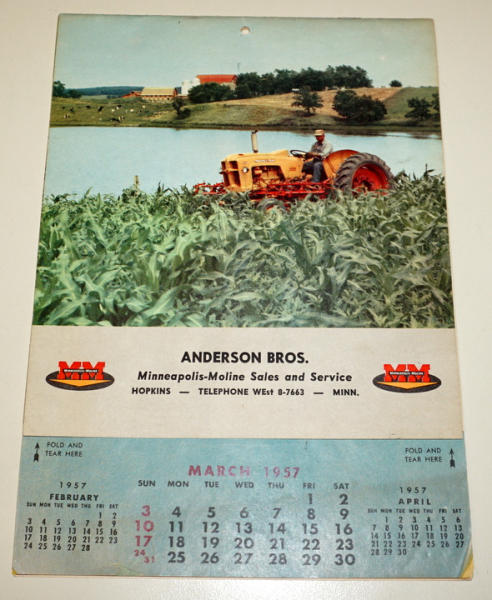 ANDERSON BROS.
Minneapolis-Moline Sales and Service
HOPKINS — TELEPHONE WEst 8-7663 — MINN.
MM
MINNEAPOLIS-MOLINE
MM
MINNEAPOLIS-MOLINE
FOLD AND
TEAR HERE
FOLD AND
TEAR HERE
1957
FEBRUARY
SUN MON TUE WED THU FRI SAT
1 2
3 4 5 6 7 8 9
10 11 12 13 14 15 16
17 18 19 20 21 22 23
24 25 26 27 28
MARCH 1957
SUN MON TUE WED THU FRI SAT
1 2
3 4 5 6 7 8 9
10 11 12 13 14 15 16
17 18 19 20 21 22 23
24/31 25 26 27 28 29 30
1957
APRIL
SUN MON TUE WED THU FRI SAT
1 2 3 4 5 6
7 8 9 10 11 12 13
14 15 16 17 18 19 20
21 22 23 24 25 26 27
28 29 30